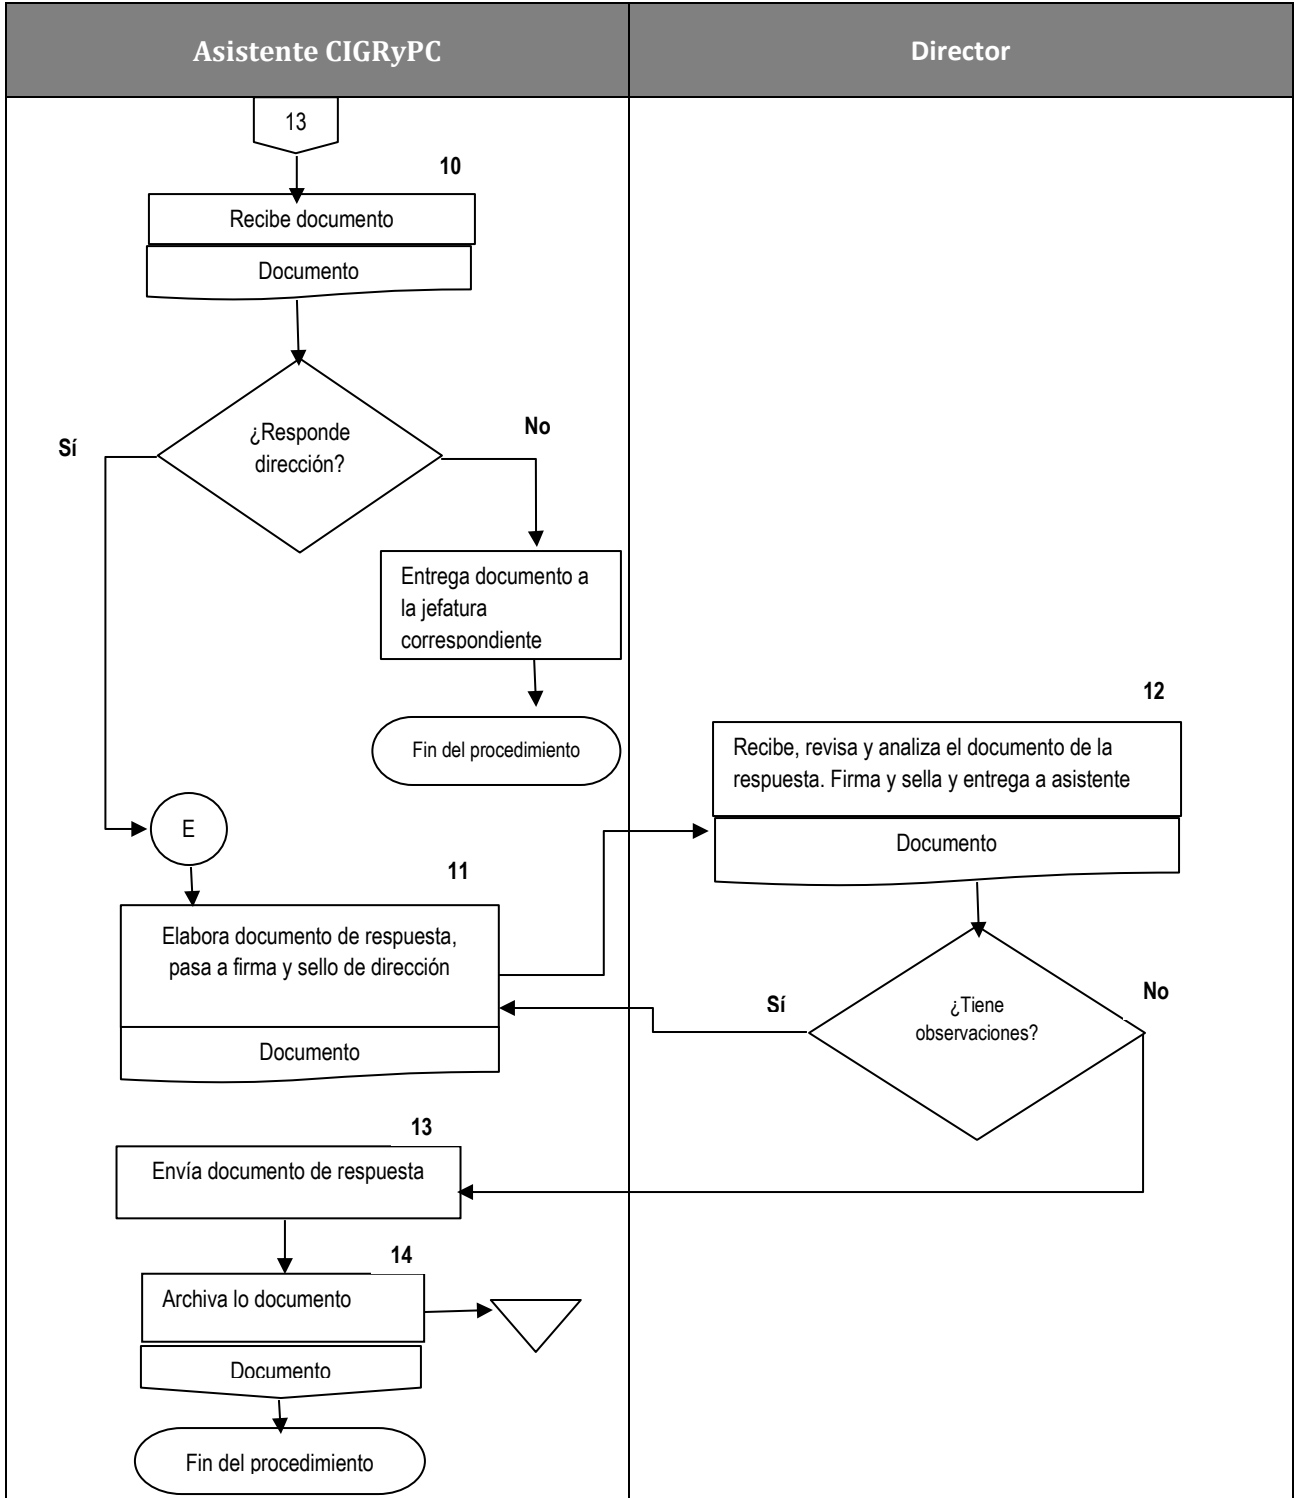 Asistente CIGRyPC
Director
13
10
Recibe documento
Documento
¿Responde
dirección?
Sí
No
Entrega documento a
la jefatura
correspondiente
Fin del procedimiento
E
11
Elabora documento de respuesta,
pasa a firma y sello de dirección
Documento
12
Recibe, revisa y analiza el documento de la
respuesta. Firma y sella y entrega a asistente
Documento
¿Tiene
observaciones?
Sí
No
13
Envía documento de respuesta
14
Archiva lo documento
Documento
Fin del procedimiento